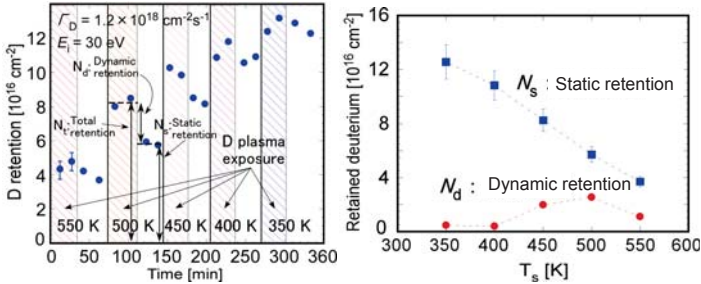 Γ_D = 1.2 × 10^18 cm^-2s^-1
E_i = 30 eV
N_d: Dynamic
retention
N_t: Total
retention
N_s: Static
retention
D plasma
exposure
550 K 500 K 450 K 400 K 350 K
D retention [10^16 cm^-2]
12
10
8
6
4
2
0
0 50 100 150 200 250 300 360
Time [min]
Retained deuterium [10^16 cm^-2]
16
12
8
4
0
N_s : Static retention
N_d : Dynamic retention
300 350 400 450 500 550 600
T_s [K]